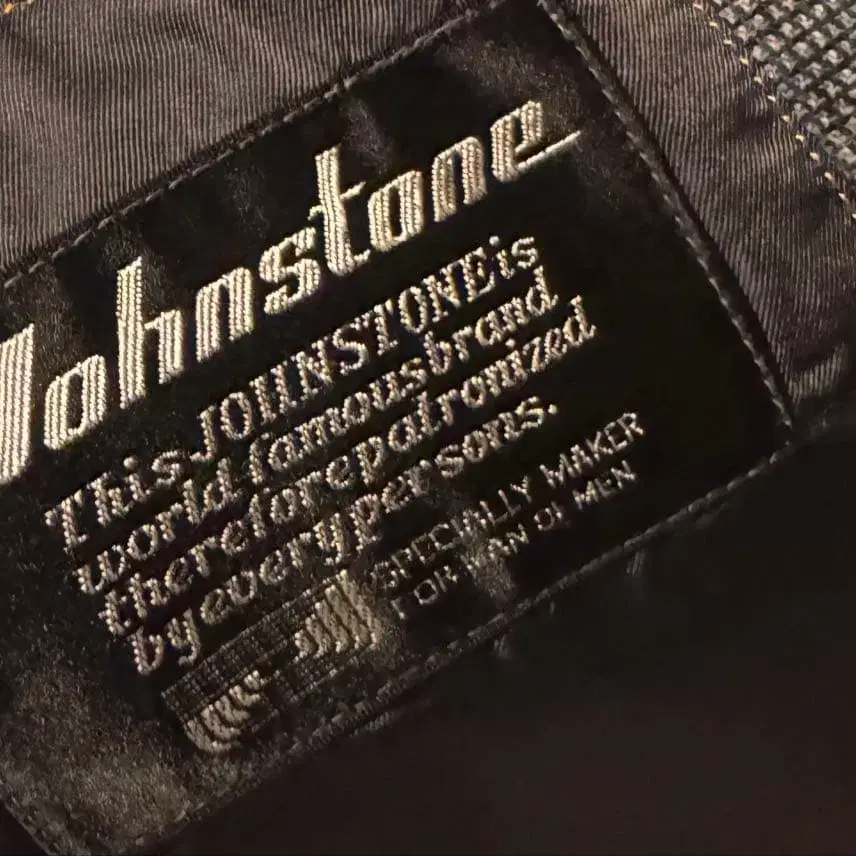 Johnstone
This JOHNSTONE is
world famous brand
therefore patronized
by every persons.
SPECIALLY MAKER
FOR MAN OF MEN